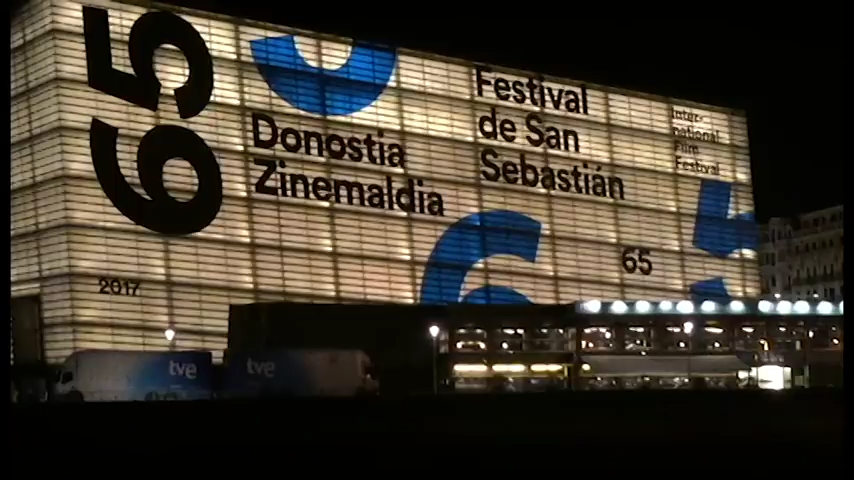 65
Donostia
Zinemaldia
Festival
de San
Sebastián
Inter-
national
Film
Festival
65
2017
tve
tve